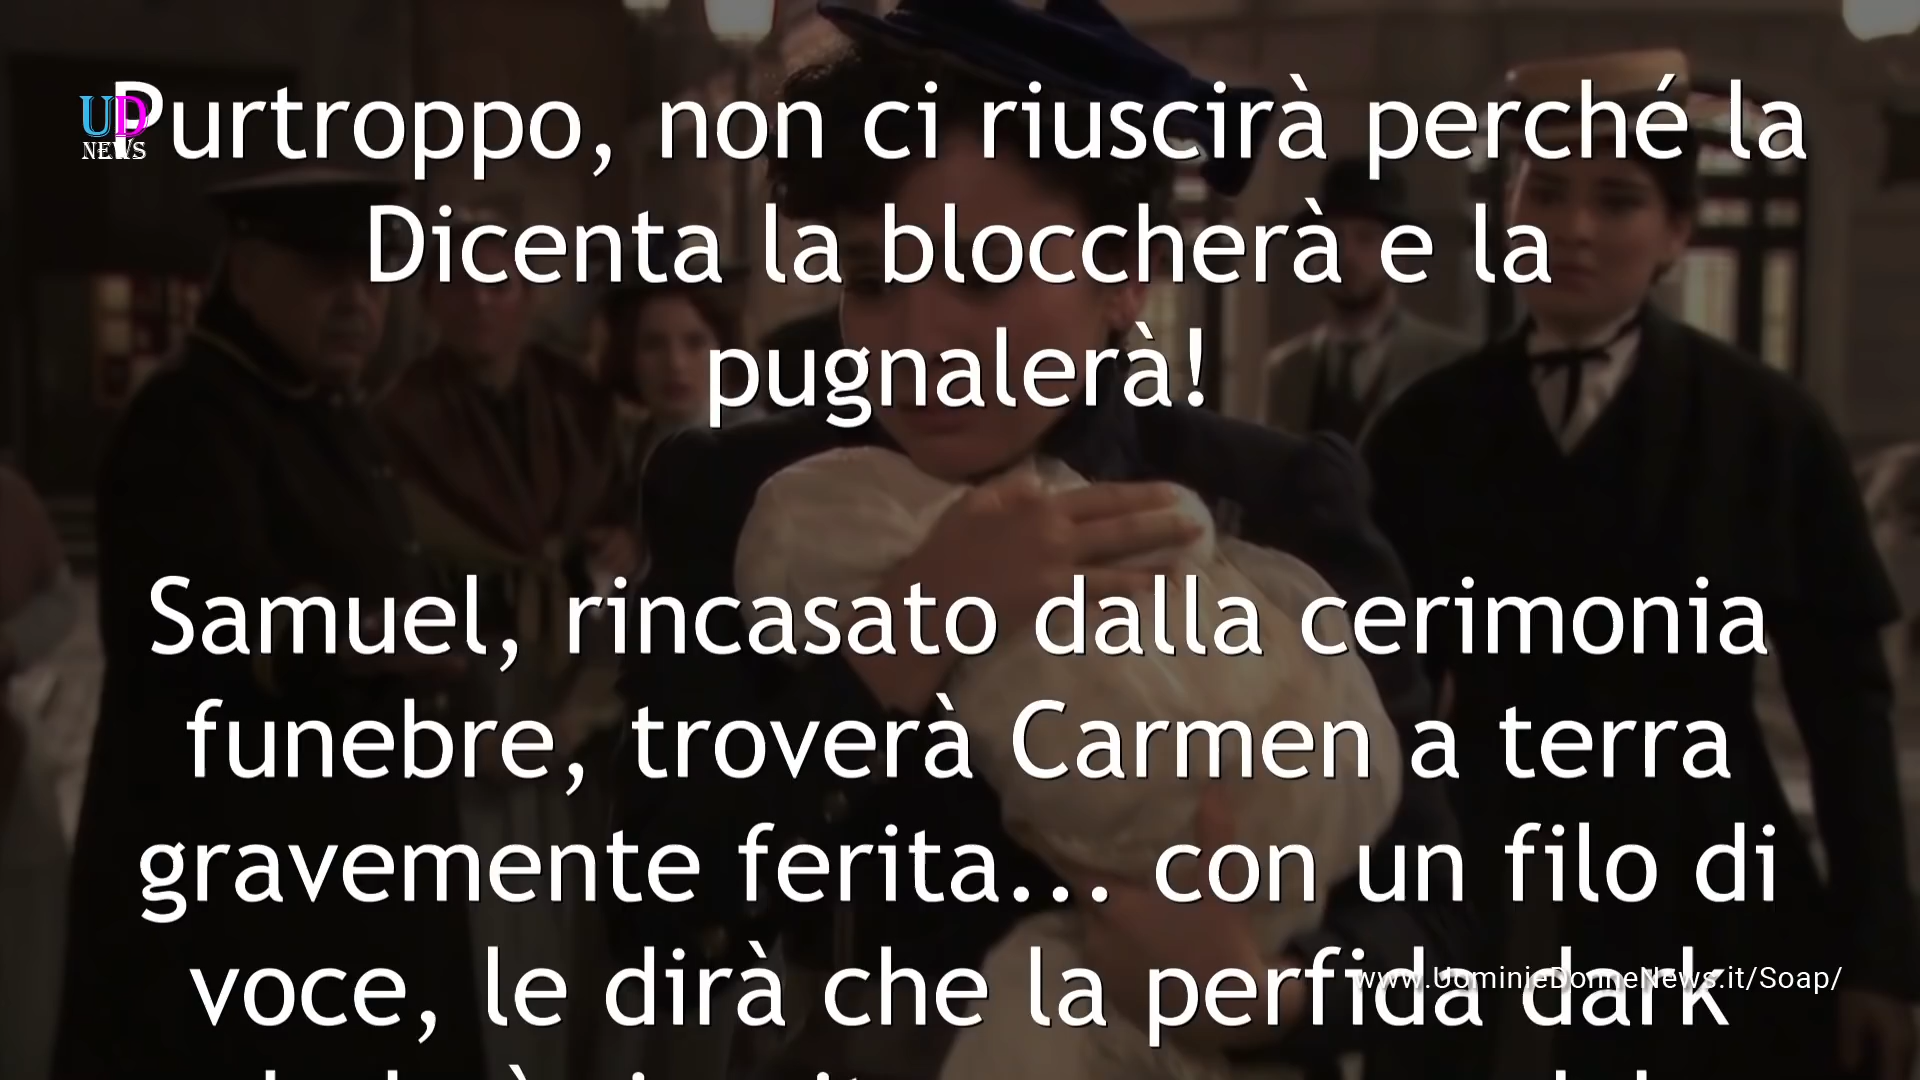 UD
NEWS
Purtroppo, non ci riuscirà perché la
Dicenta la bloccherà e la
pugnalerà!
Samuel, rincasato dalla cerimonia
funebre, troverà Carmen a terra
gravemente ferita... con un filo di
voce, le dirà che la perfida dark
www.UominieDonneNews.it/Soap/